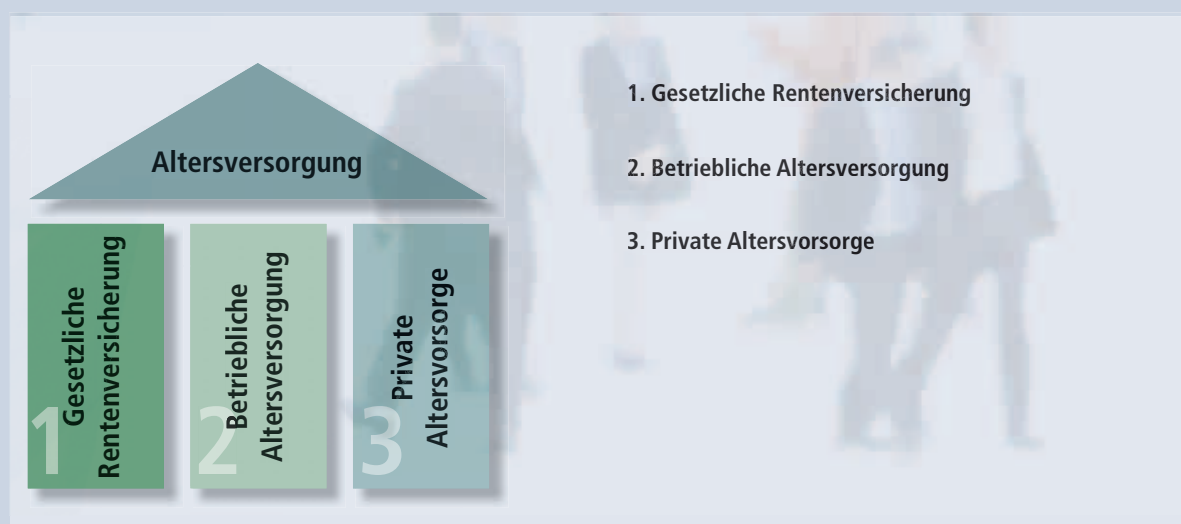 Altersversorgung
1
Gesetzliche
Rentenversicherung
2
Betriebliche
Altersversorgung
3
Private
Altersvorsorge
1. Gesetzliche Rentenversicherung
2. Betriebliche Altersversorgung
3. Private Altersvorsorge